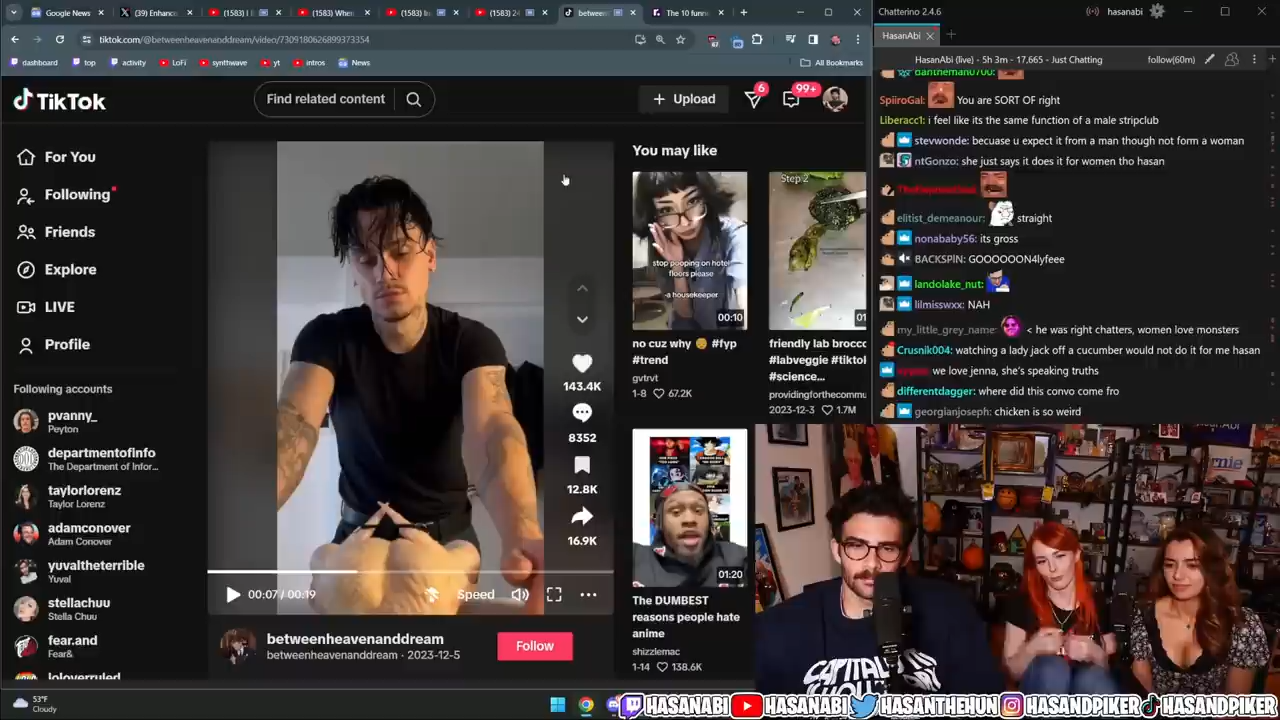 Google News
(39) Enhanc
(1583) I
(1583) Whe
(1583) In
(1583) 24
betwee
The 10 funn
tiktok.com/@betweenheavenanddream/video/7309180626899373354
dashboard
top
activity
LoFi
synthwave
yt
intros
News
All Bookmarks
TikTok
Find related content
Upload
6
99+
For You
Following
Friends
Explore
LIVE
Profile
Following accounts
pvanny_
Peyton
departmentofinfo
The Department of Infor...
taylorlorenz
Taylor Lorenz
adamconover
Adam Conover
yuvaltheterrible
Yuval
stellachuu
Stella Chuu
fear.and
Fear&
loloverruled
143.4K
8352
12.8K
16.9K
00:07 / 00:19
Speed
betweenheavenanddream
betweenheavenanddream · 2023-12-5
Follow
You may like
stop pooping on hotel
floors please
-a housekeeper
00:10
no cuz why 😕 #fyp
#trend
gvtrvt
1-8 67.2K
Step 2
01
friendly lab brocco
#labveggie #tiktok
#science...
providingforthecommu
2023-12-3 1.7M
01:20
The DUMBEST
reasons people hate
anime
shizzlemac
1-14 138.6K
Chatterino 2.4.6
hasanabi
HasanAbi
HasanAbi (live) - 5h 3m - 17,665 - Just Chatting
follow(60m)
dantheman0700:
SpiiroGal: You are SORT OF right
Liberacc1: i feel like its the same function of a male stripclub
stevwonde: becuase u expect it from a man though not form a woman
ntGonzo: she just says it does it for women tho hasan
elitist_demeanour: straight
nonababy56: its gross
BACKSPIN: GOOOOOON4lyfeee
landolake_nut:
lilmisswxx: NAH
my_little_grey_name: < he was right chatters, women love monsters
Crusnik004: watching a lady jack off a cucumber would not do it for me hasan
we love jenna, she's speaking truths
differentdagger: where did this convo come fro
georgianjoseph: chicken is so weird
ernie
CAPITAL
53°F
Cloudy
HASANABI
HASANABI
HASANTHEHUN
HASANDPIKER
HASANDPIKER